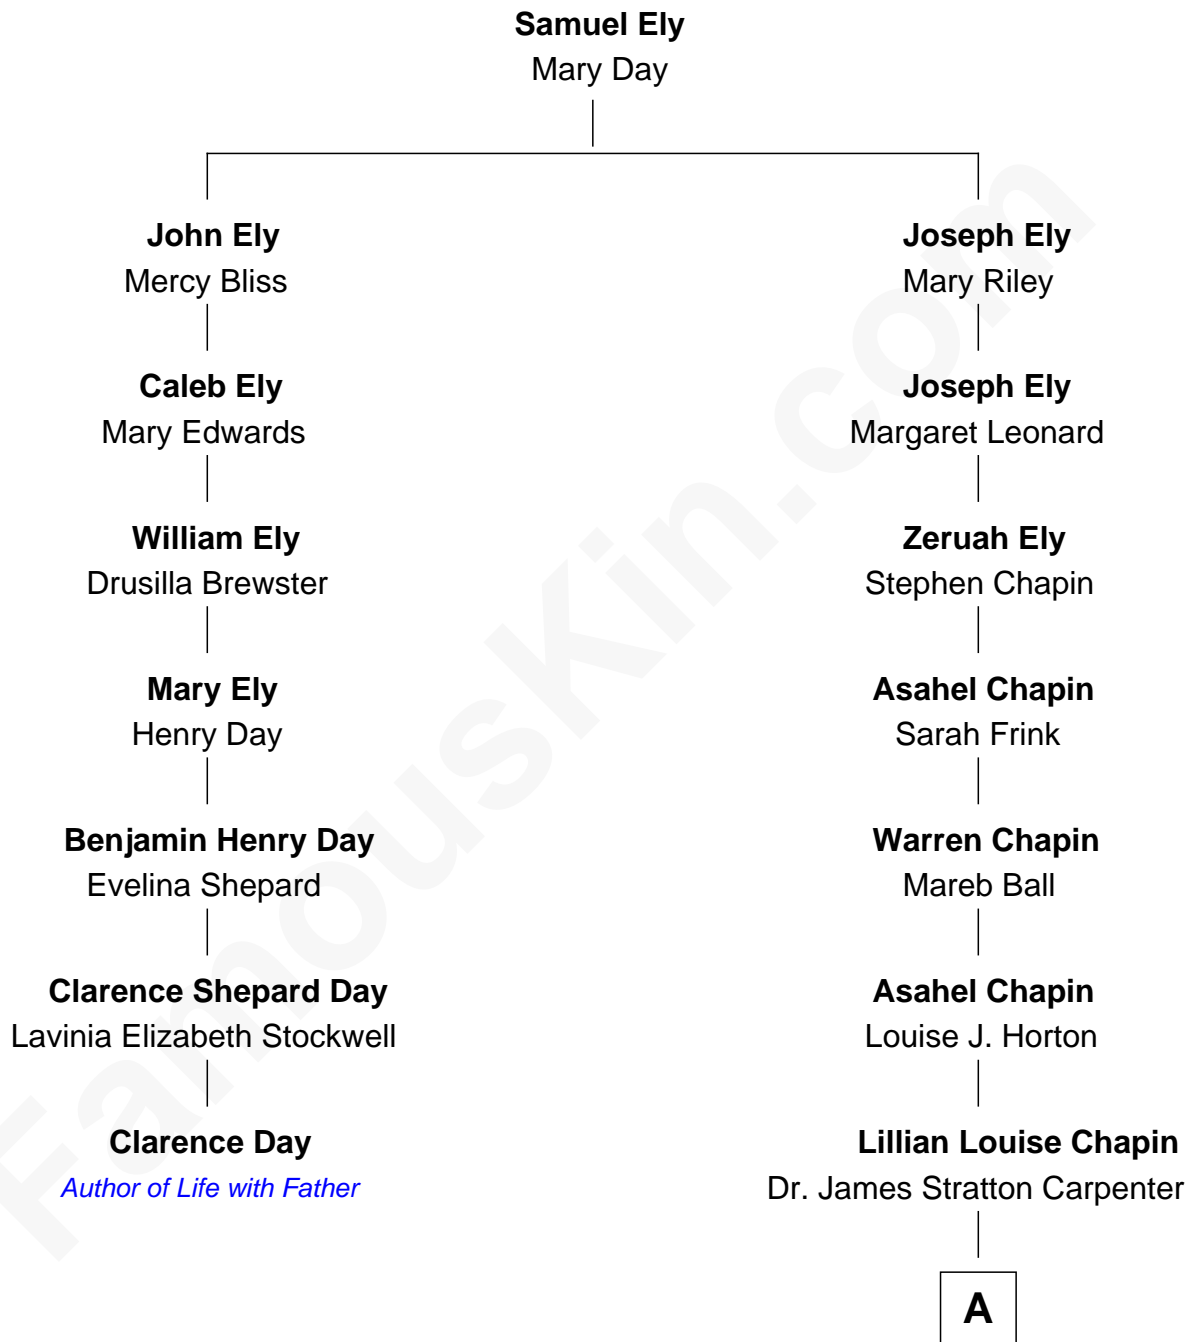 Samuel Ely
Mary Day
John Ely
Mercy Bliss
Joseph Ely
Mary Riley
Caleb Ely
Mary Edwards
Joseph Ely
Margaret Leonard
William Ely
Drusilla Brewster
Zeruah Ely
Stephen Chapin
Mary Ely
Henry Day
Asahel Chapin
Sarah Frink
Benjamin Henry Day
Evelina Shepard
Warren Chapin
Mareb Ball
Clarence Shepard Day
Lavinia Elizabeth Stockwell
Asahel Chapin
Louise J. Horton
Clarence Day
Author of Life with Father
Lillian Louise Chapin
Dr. James Stratton Carpenter
A
FamousKin.com